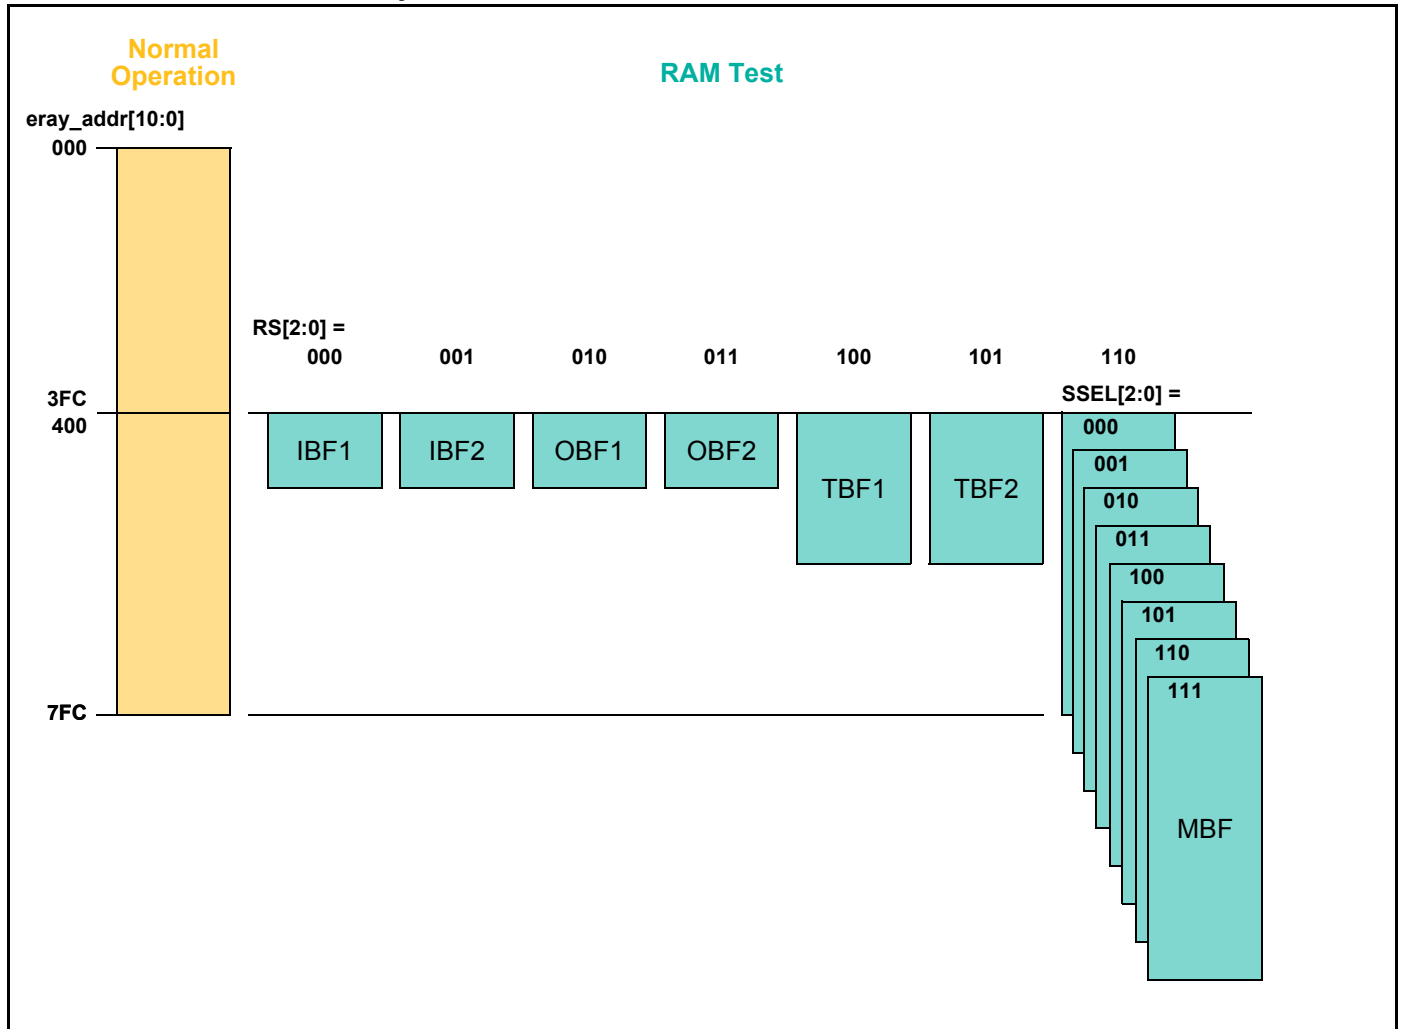 Normal
Operation
RAM Test
eray_addr[10:0]
000
RS[2:0] =
000 001 010 011 100 101 110
3FC
SSEL[2:0] =
400
000
IBF1 IBF2 OBF1 OBF2
001
TBF1 TBF2
010
011
100
101
110
111
7FC
MBF